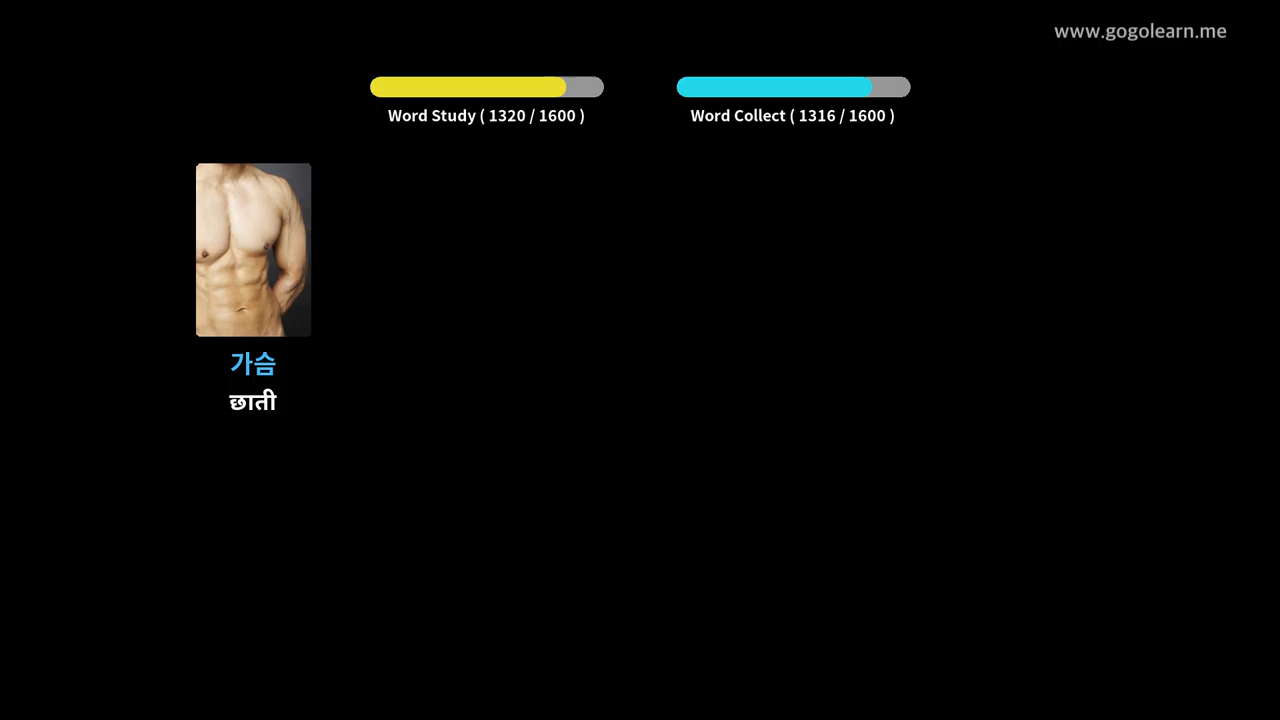 www.gogolearn.me
Word Study ( 1320 / 1600 )
Word Collect ( 1316 / 1600 )
가슴
छाती